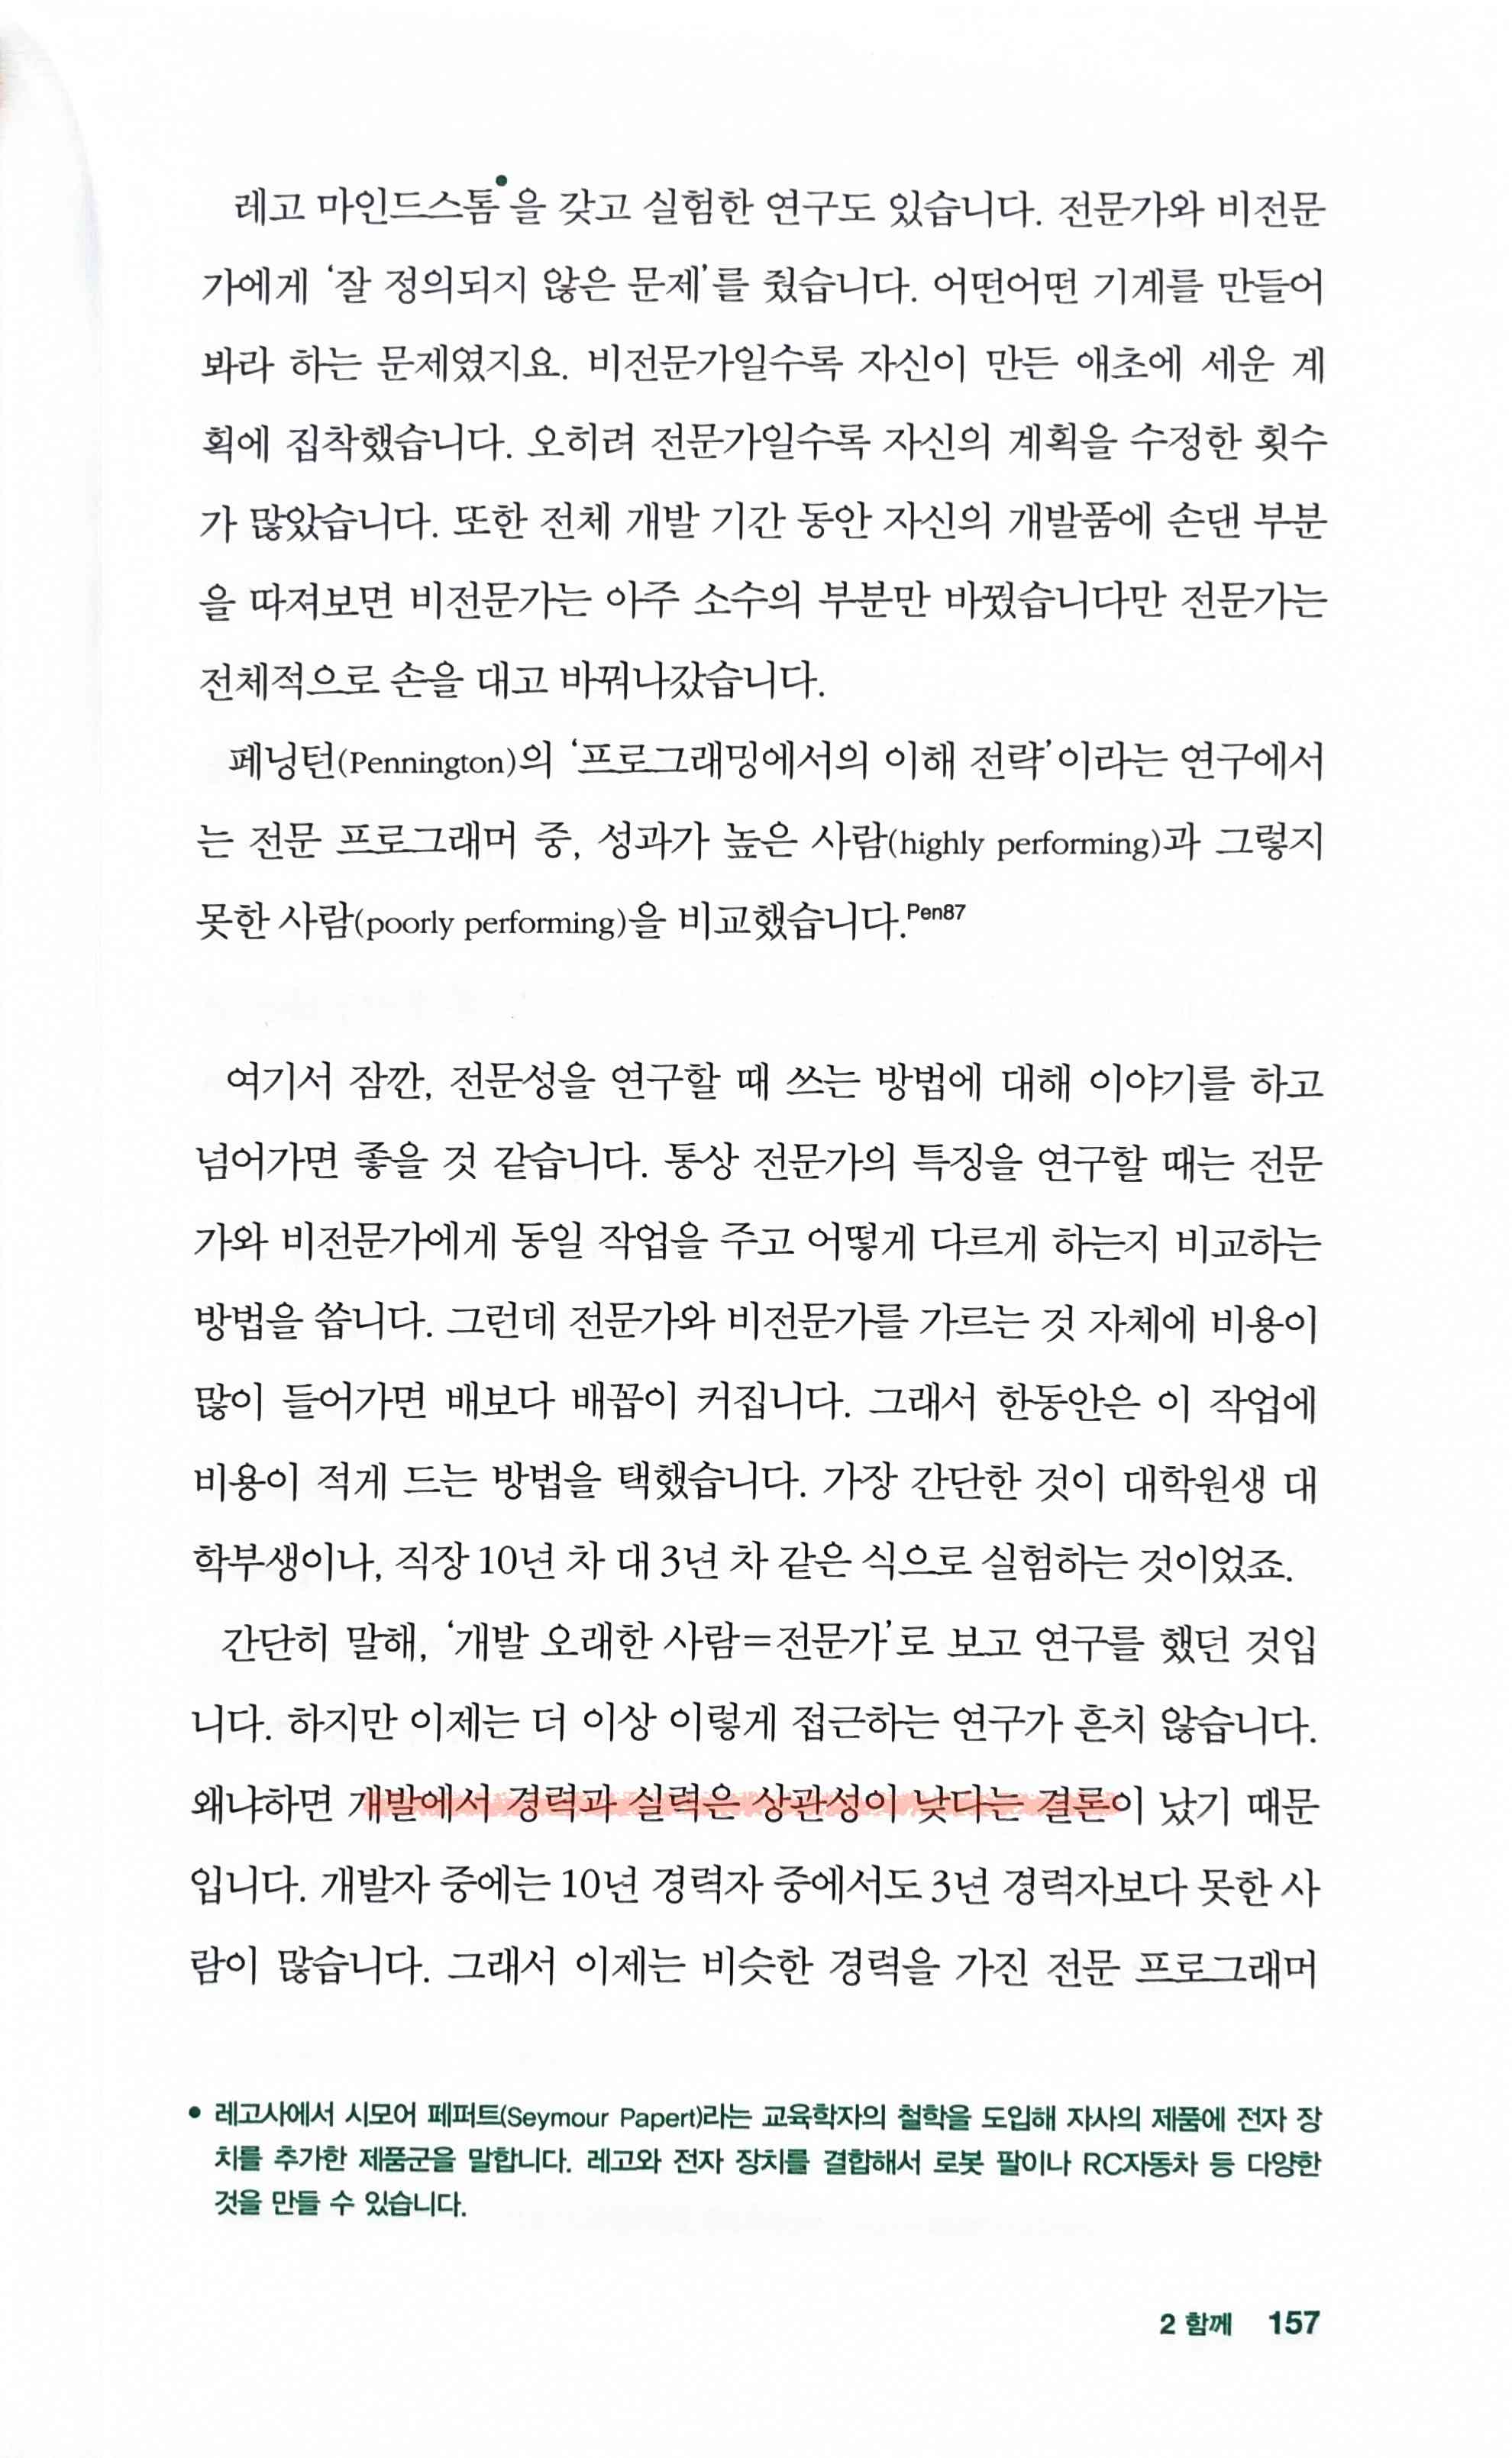 레고 마인드스톰•을 갖고 실험한 연구도 있습니다. 전문가와 비전문
가에게 ‘잘 정의되지 않은 문제’를 줬습니다. 어떤어떤 기계를 만들어
봐라 하는 문제였지요. 비전문가일수록 자신이 만든 애초에 세운 계
획에 집착했습니다. 오히려 전문가일수록 자신의 계획을 수정한 횟수
가 많았습니다. 또한 전체 개발 기간 동안 자신의 개발품에 손댄 부분
을 따져보면 비전문가는 아주 소수의 부분만 바꿨습니다만 전문가는
전체적으로 손을 대고 바꿔나갔습니다.
페닝턴(Pennington)의 ‘프로그래밍에서의 이해 전략’이라는 연구에서
는 전문 프로그래머 중, 성과가 높은 사람(highly performing)과 그렇지
못한 사람(poorly performing)을 비교했습니다.Pen87
여기서 잠깐, 전문성을 연구할 때 쓰는 방법에 대해 이야기를 하고
넘어가면 좋을 것 같습니다. 통상 전문가의 특징을 연구할 때는 전문
가와 비전문가에게 동일 작업을 주고 어떻게 다르게 하는지 비교하는
방법을 씁니다. 그런데 전문가와 비전문가를 가르는 것 자체에 비용이
많이 들어가면 배보다 배꼽이 커집니다. 그래서 한동안은 이 작업에
비용이 적게 드는 방법을 택했습니다. 가장 간단한 것이 대학원생 대
학부생이나, 직장 10년 차 대 3년 차 같은 식으로 실험하는 것이었죠.
간단히 말해, ‘개발 오래한 사람=전문가’로 보고 연구를 했던 것입
니다. 하지만 이제는 더 이상 이렇게 접근하는 연구가 흔치 않습니다.
왜냐하면 개발에서 경력과 실력은 상관성이 낮다는 결론이 났기 때문
입니다. 개발자 중에는 10년 경력자 중에서도 3년 경력자보다 못한 사
람이 많습니다. 그래서 이제는 비슷한 경력을 가진 전문 프로그래머
• 레고사에서 시모어 페퍼트(Seymour Papert)라는 교육학자의 철학을 도입해 자사의 제품에 전자 장
치를 추가한 제품군을 말합니다. 레고와 전자 장치를 결합해서 로봇 팔이나 RC자동차 등 다양한
것을 만들 수 있습니다.
2 함께 157